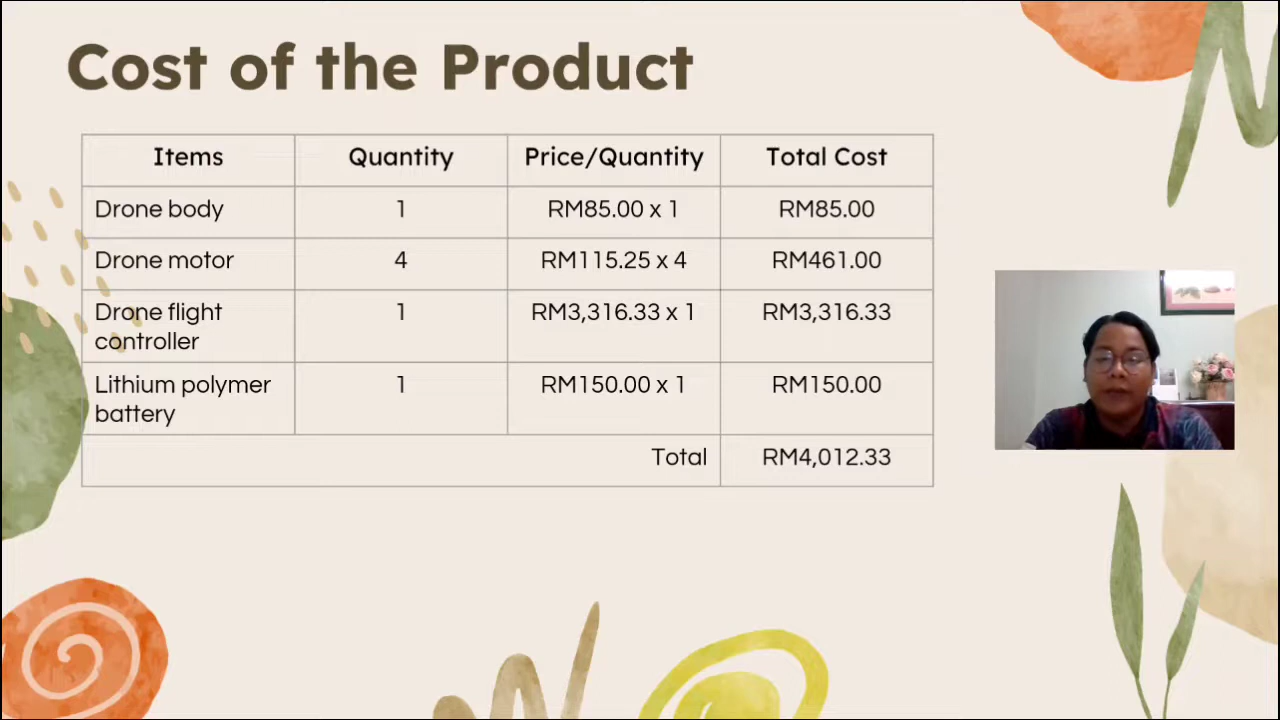 Cost of the Product
Items Quantity Price/Quantity Total Cost
Drone body 1 RM85.00 x 1 RM85.00
Drone motor 4 RM115.25 x 4 RM461.00
Drone flight 1 RM3,316.33 x 1 RM3,316.33
controller
Lithium polymer 1 RM150.00 x 1 RM150.00
battery
Total RM4,012.33